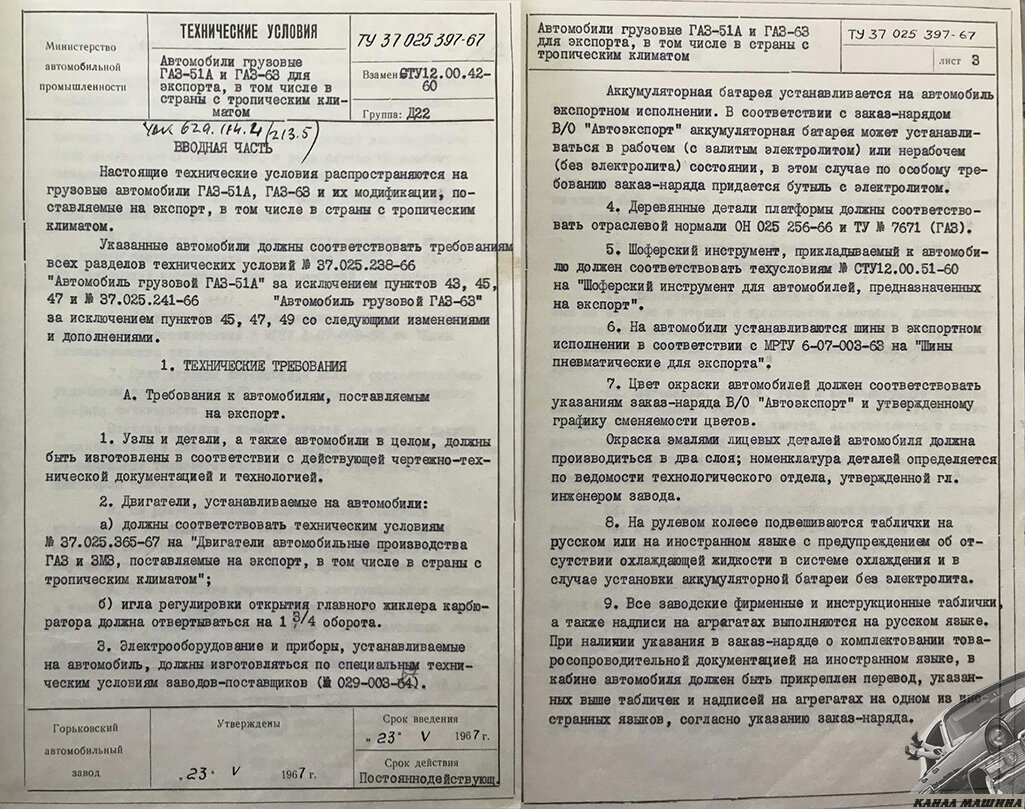 Министерство
автомобильной
промышленности
ТЕХНИЧЕСКИЕ УСЛОВИЯ
Автомобили грузовые
ГАЗ-51А и ГАЗ-63 для
экспорта, в том числе в
страны с тропическим кли-
матом
ТУ 37 025 397-67
Взамен СТУ12.00.42-
60
Группа: Д22
УДК 629.114.4(213.5)
ВВОДНАЯ ЧАСТЬ
Настоящие технические условия распространяются на
грузовые автомобили ГАЗ-51А, ГАЗ-63 и их модификации, по-
ставляемые на экспорт, в том числе в страны с тропическим
климатом.
Указанные автомобили должны соответствовать требованиям
всех разделов технических условий № 37.025.238-66
"Автомобиль грузовой ГАЗ-51А" за исключением пунктов 43, 45,
47 и № 37.025.241-66 "Автомобиль грузовой ГАЗ-63"
за исключением пунктов 45, 47, 49 со следующими изменениями
и дополнениями.
1. ТЕХНИЧЕСКИЕ ТРЕБОВАНИЯ
А. Требования к автомобилям, поставляемым
на экспорт.
1. Узлы и детали, а также автомобили в целом, должны
быть изготовлены в соответствии с действующей чертежно-тех-
нической документацией и технологией.
2. Двигатели, устанавливаемые на автомобили:
а) должны соответствовать техническим условиям
№ 37.025.365-67 на "Двигатели автомобильные производства
ГАЗ и ЗМЗ, поставляемые на экспорт, в том числе в страны с
тропическим климатом";
б) игла регулировки открытия главного жиклера карбю-
ратора должна отвертываться на 1 3/4 оборота.
3. Электрооборудование и приборы, устанавливаемые
на автомобиль, должны изготовляться по специальным техни-
ческим условиям заводов-поставщиков (№ 029-003-64).
Горьковский
автомобильный
завод
Утверждены
„23" V 1967 г.
Срок введения
„23" V 1967 г.
Срок действия
Постояннодействующ.
Автомобили грузовые ГАЗ-51А и ГАЗ-63
для экспорта, в том числе в страны с
тропическим климатом
ТУ 37 025 397-67
лист 3
Аккумуляторная батарея устанавливается на автомобиль
экспортном исполнении. В соответствии с заказ-нарядом
В/О "Автоэкспорт" аккумуляторная батарея может устанавли-
ваться в рабочем (с залитым электролитом) или нерабочем
(без электролита) состоянии, в этом случае по особому тре-
бованию заказ-наряда придается бутыль с электролитом.
4. Деревянные детали платформы должны соответство-
вать отраслевой нормали ОН 025 256-66 и ТУ № 7671 (ГАЗ).
5. Шоферский инструмент, прикладываемый к автомоби-
лю должен соответствовать техусловиям № СТУ12.00.51-60
на "Шоферский инструмент для автомобилей, предназначенных
на экспорт".
6. На автомобили устанавливаются шины в экспортном
исполнении в соответствии с МРТУ 6-07-003-63 на "Шины
пневматические для экспорта".
7. Цвет окраски автомобилей должен соответствовать
указаниям заказ-наряда В/О "Автоэкспорт" и утвержденному
графику сменяемости цветов.
Окраска эмалями лицевых деталей автомобиля должна
производиться в два слоя; номенклатура деталей определяется
по ведомости технологического отдела, утвержденной гл.
инженером завода.
8. На рулевом колесе подвешиваются таблички на
русском или на иностранном языке с предупреждением об от-
сутствии охлаждающей жидкости в системе охлаждения и в
случае установки аккумуляторной батареи без электролита.
9. Все заводские фирменные и инструкционные таблички,
а также надписи на агрегатах выполняются на русском языке.
При наличии указания в заказ-наряде о комплектовании това-
росопроводительной документацией на иностранном языке, в
кабине автомобиля должен быть прикреплен перевод, указан-
ных выше табличек и надписей на агрегатах на одном из ино-
странных языков, согласно указанию заказ-наряда.
КАНАЛ МАШИНА